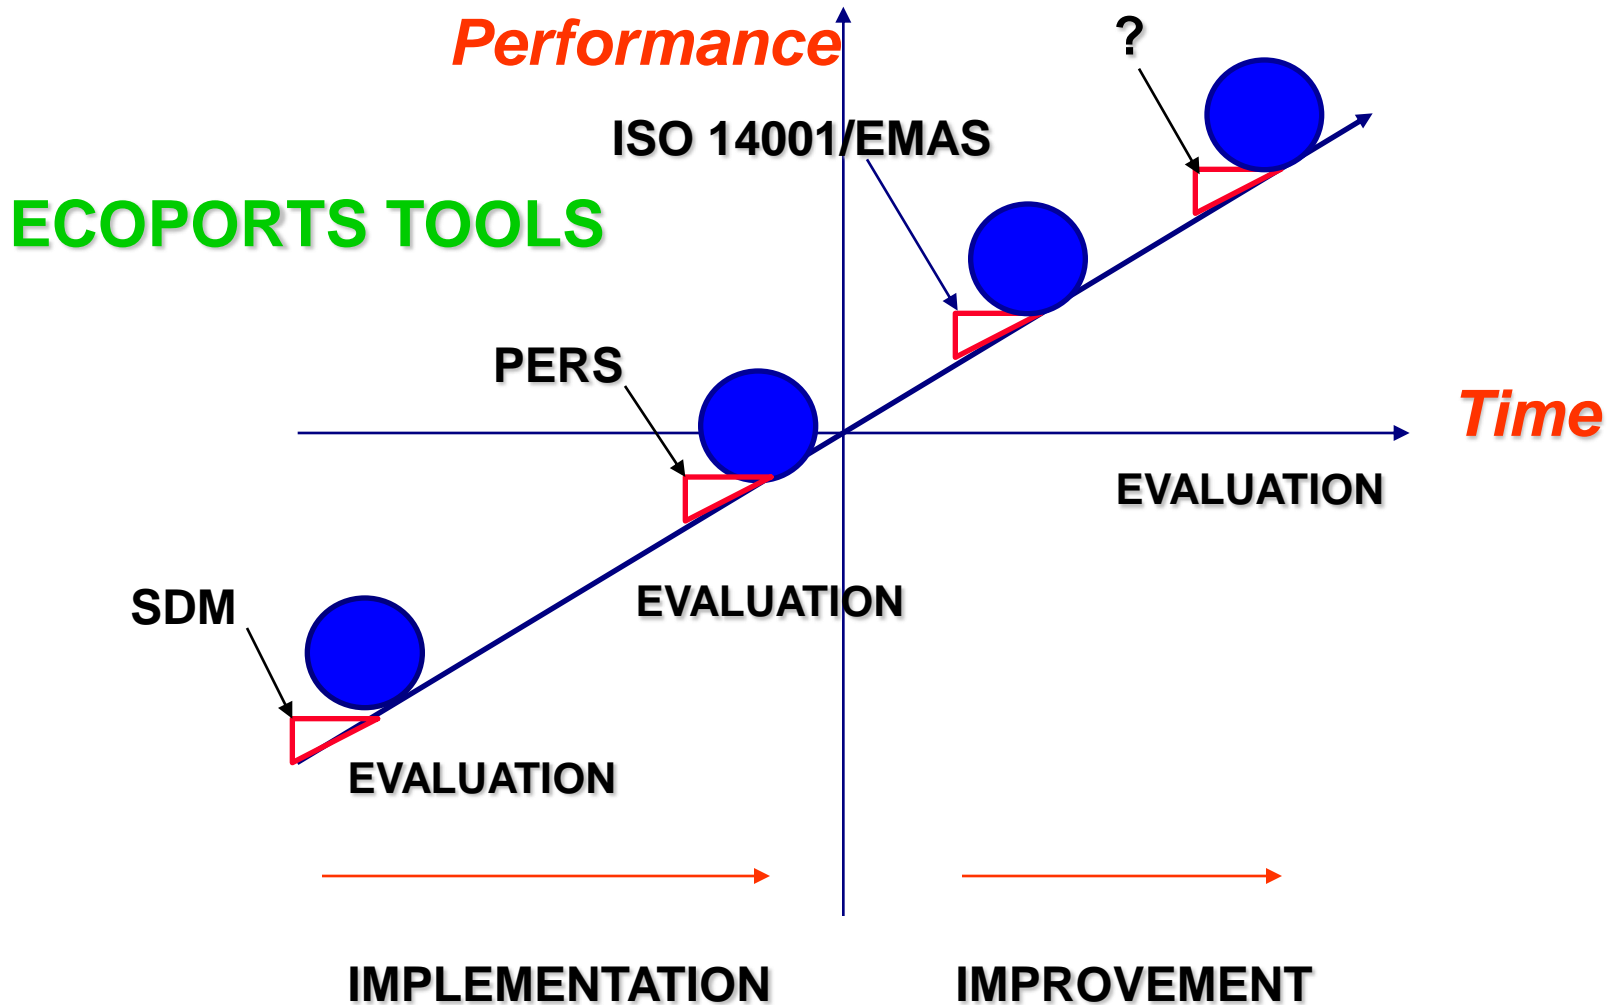 Performance
?
ISO 14001/EMAS
ECOPORTS TOOLS
PERS
Time
EVALUATION
SDM
EVALUATION
EVALUATION
IMPLEMENTATION
IMPROVEMENT